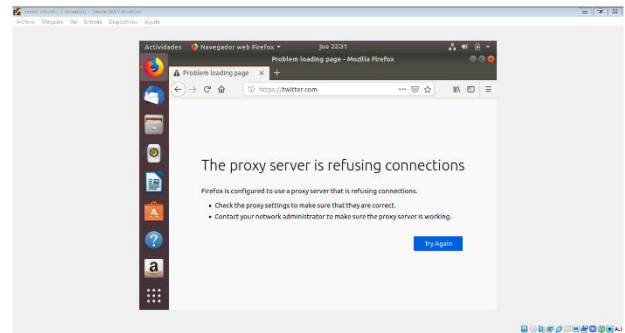 Archivo Máquina Ver Entrada Dispositivos Ayuda
Actividades Navegador web Firefox jue 22:31
Problem loading page - Mozilla Firefox
Problem loading page × +
https://twitter.com
The proxy server is refusing connections
Firefox is configured to use a proxy server that is refusing connections.
• Check the proxy settings to make sure that they are correct.
• Contact your network administrator to make sure the proxy server is working.
Try Again